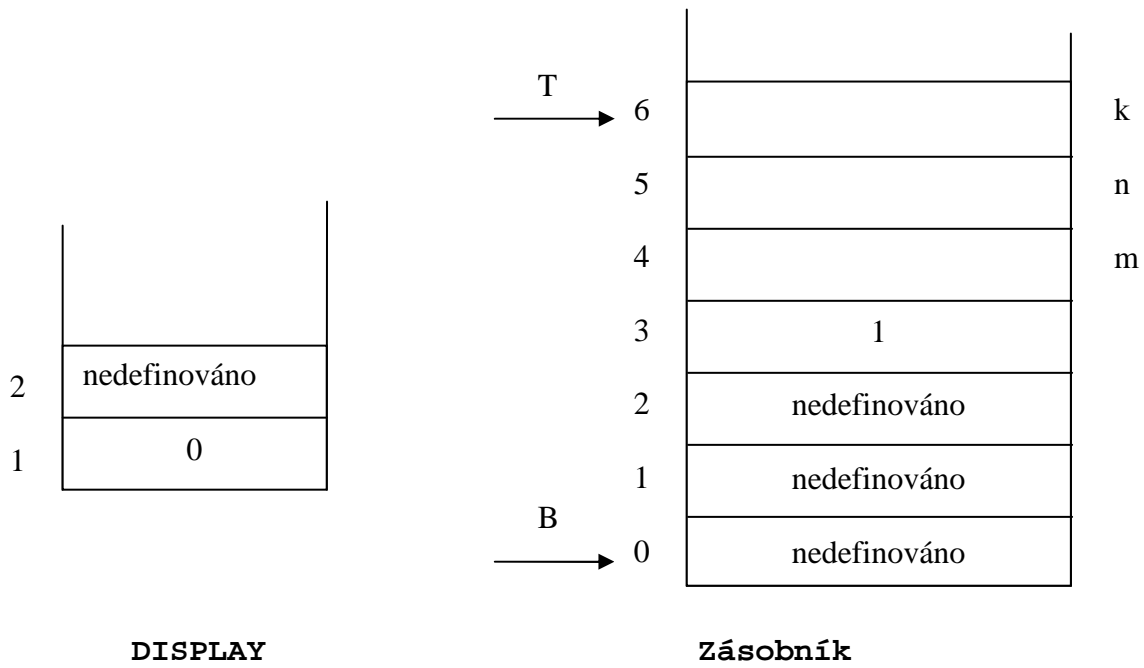 T
6
k
5
n
4
m
3
1
2
nedefinováno
2
nedefinováno
1
0
1
nedefinováno
B
0
nedefinováno
DISPLAY
Zásobník